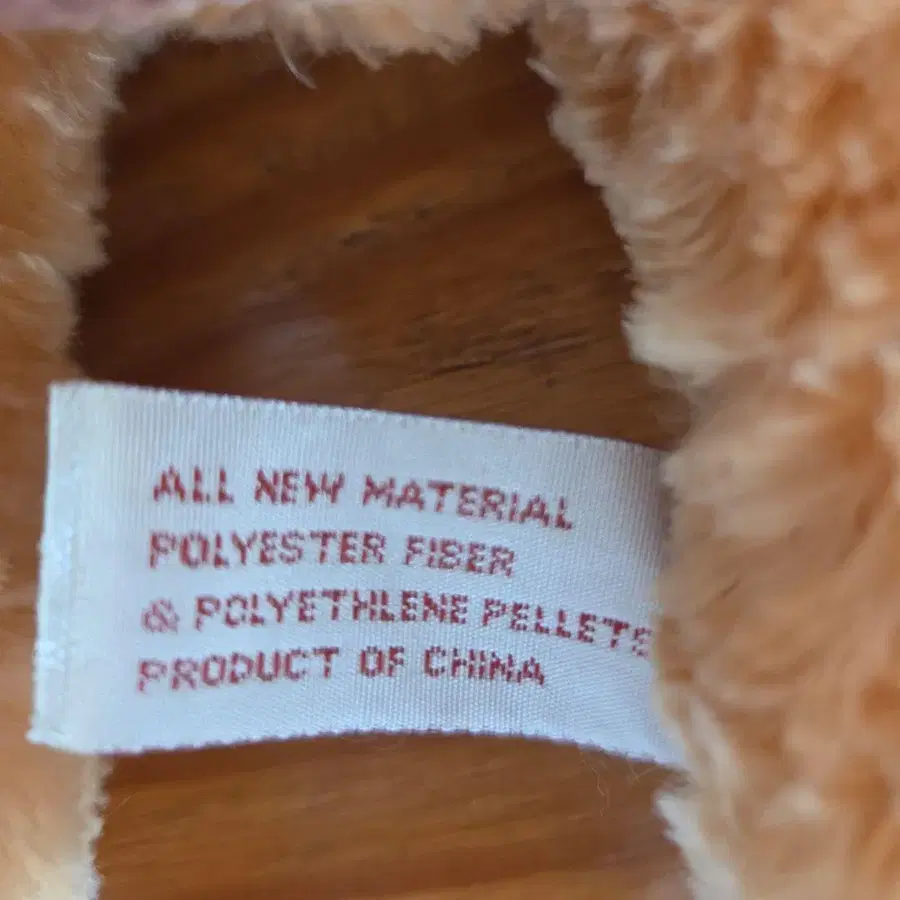 ALL NEW MATERIAL
POLYESTER FIBER
& POLYETHLENE PELLETS
PRODUCT OF CHINA